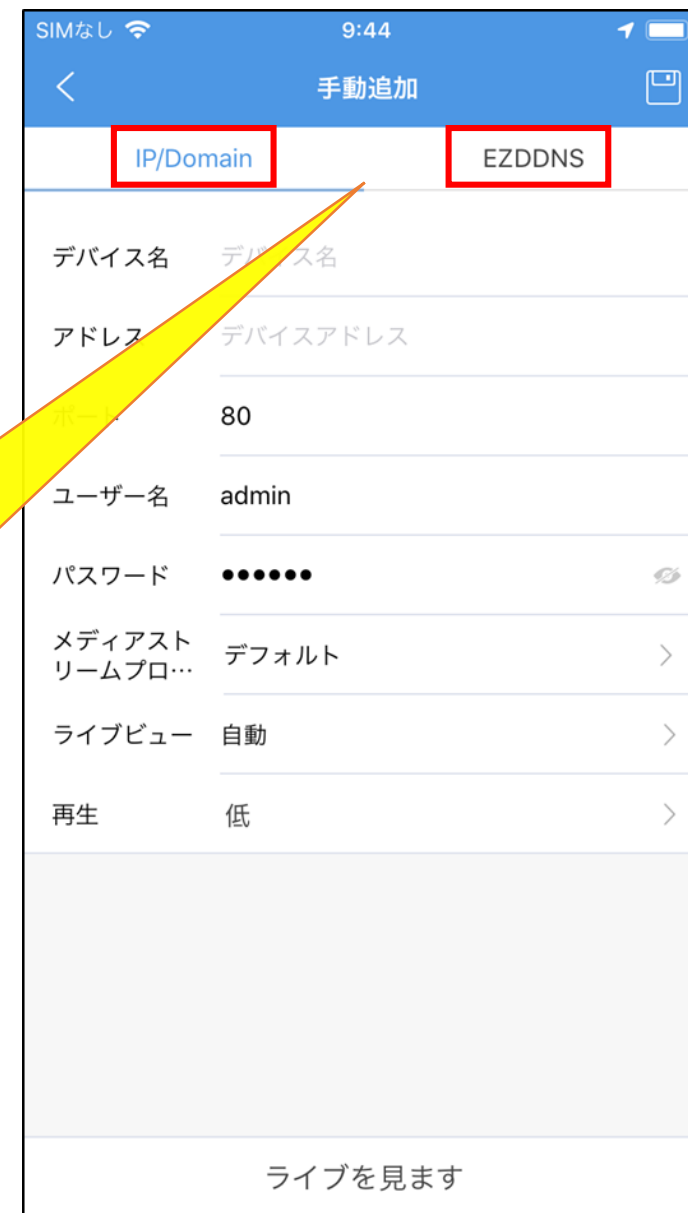 SIMなし 9:44
手動追加
IP/Domain EZDDNS
デバイス名 デバイス名
アドレス デバイスアドレス
ポート 80
ユーザー名 admin
パスワード ••••••
メディアスト
リームプロ… デフォルト
ライブビュー 自動
再生 低
ライブを見ます